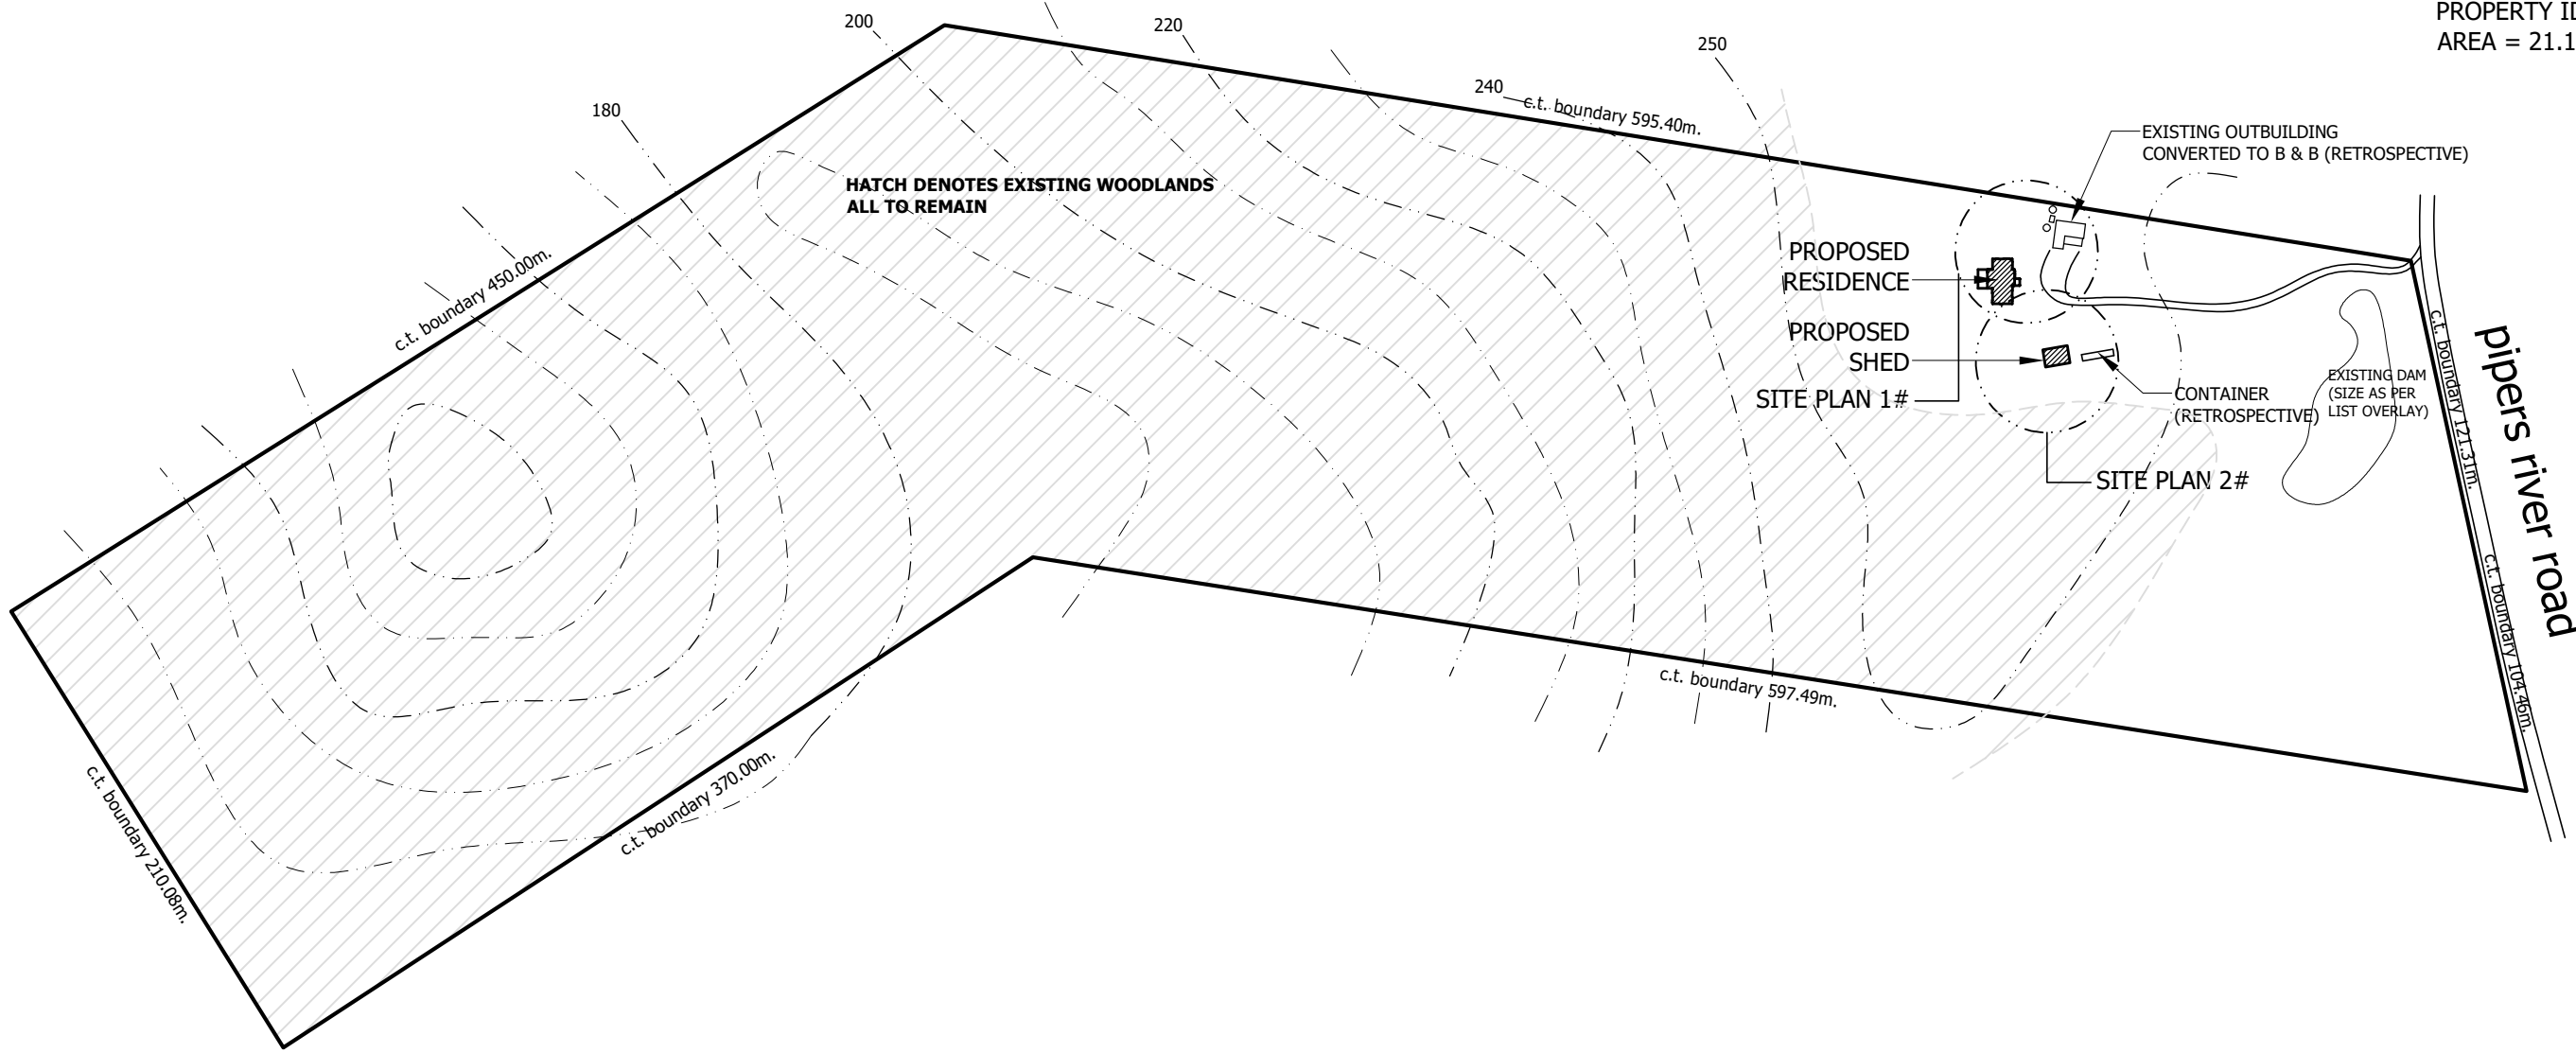 PROPERTY ID
AREA = 21.1
200
220
250
180
240
c.t. boundary 595.40m.
EXISTING OUTBUILDING
CONVERTED TO B & B (RETROSPECTIVE)
HATCH DENOTES EXISTING WOODLANDS
ALL TO REMAIN
c.t. boundary 450.00m.
PROPOSED
RESIDENCE
PROPOSED
SHED
SITE PLAN 1#
CONTAINER
(RETROSPECTIVE)
EXISTING DAM
(SIZE AS PER
LIST OVERLAY)
c.t. boundary 121.31m.
pipers river road
SITE PLAN 2#
c.t. boundary 104.46m.
c.t. boundary 597.49m.
c.t. boundary 370.00m.
c.t. boundary 210.08m.